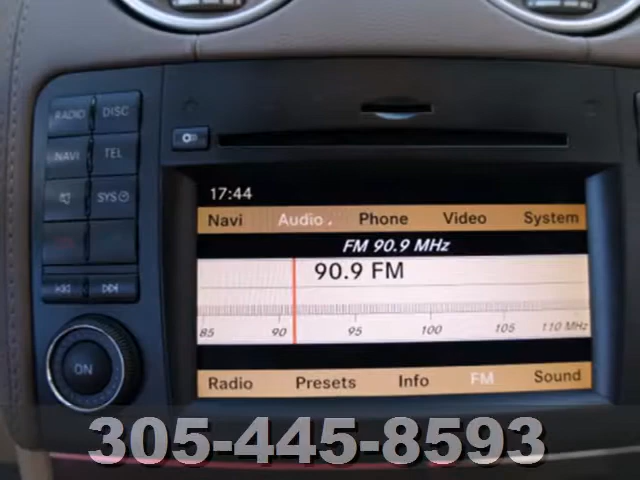 RADIO DISC
NAVI TEL
SYS
ON
17:44
Navi Audio Phone Video System
FM 90.9 MHz
90.9 FM
85 90 95 100 105 110 MHz
Radio Presets Info FM Sound
305-445-8593